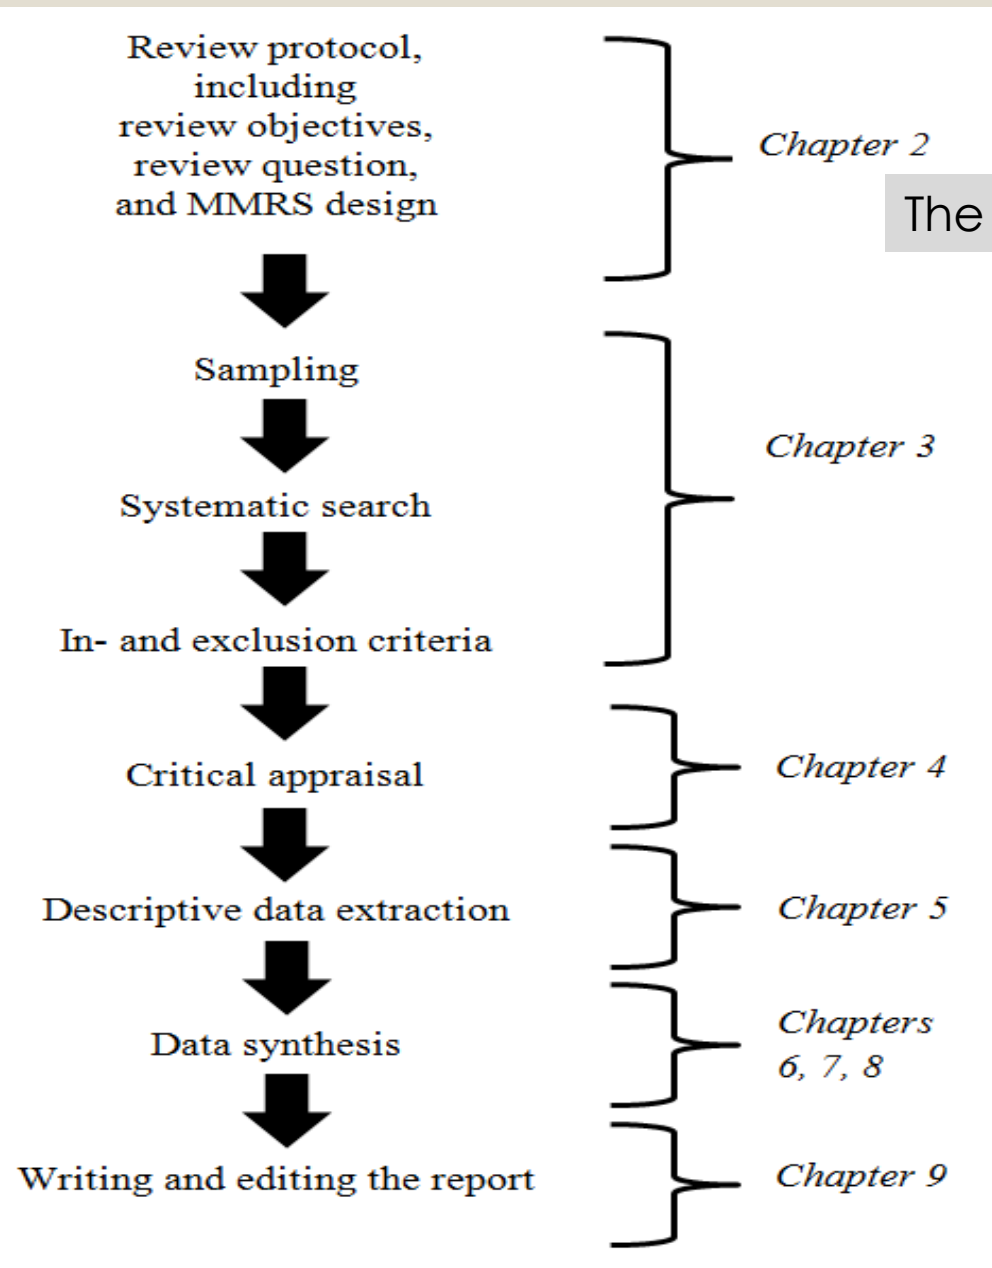 Review protocol,
including
review objectives,
review question,
and MMRS design
Chapter 2
The
Sampling
Systematic search
In- and exclusion criteria
Chapter 3
Critical appraisal
Chapter 4
Descriptive data extraction
Chapter 5
Data synthesis
Chapters
6, 7, 8
Writing and editing the report
Chapter 9